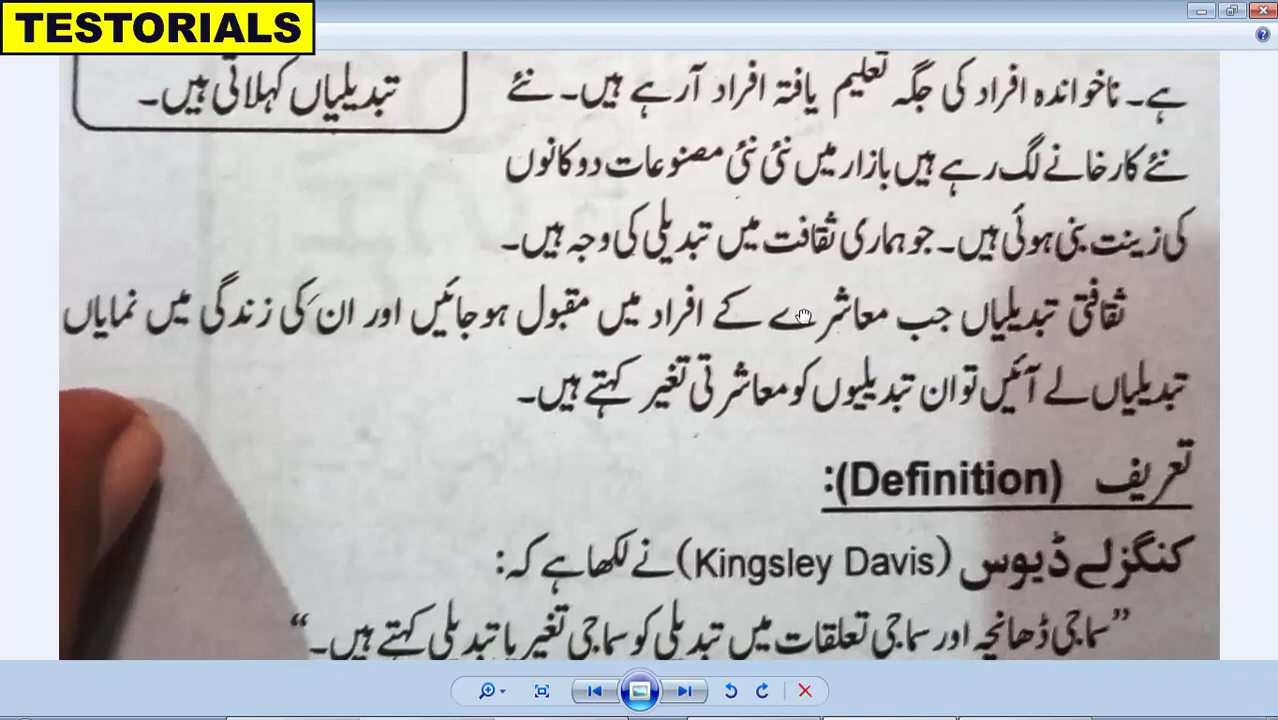 TESTORIALS
تبدیلیاں کہلاتی ہیں۔
ہے۔ ناخواندہ افراد کی جگہ تعلیم یافتہ افراد آرہے ہیں۔ نئے
نئے کارخانے لگ رہے ہیں بازار میں نئی نئی مصنوعات دوکانوں
کی زینت بنی ہوئی ہیں۔ جو ہماری ثقافت میں تبدیلی کی وجہ ہیں۔
ثقافتی تبدیلیاں جب معاشرے کے افراد میں مقبول ہوجائیں اور ان کی زندگی میں نمایاں
تبدیلیاں لے آئیں تو ان تبدیلیوں کو معاشرتی تغیر کہتے ہیں۔
تعریف (Definition):
کنگزلے ڈیوس (Kingsley Davis) نے لکھا ہے کہ:
”سماجی ڈھانچہ اور سماجی تعلقات میں تبدیلی کو سماجی تغیر یا تبدیلی کہتے ہیں۔“